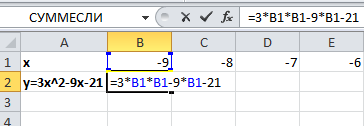 СУММЕСЛИ fx =3*B1*B1-9*B1-21
A B C D E
1 x -9 -8 -7 -6
2 y=3x^2-9x-21 =3*B1*B1-9*B1-21
3